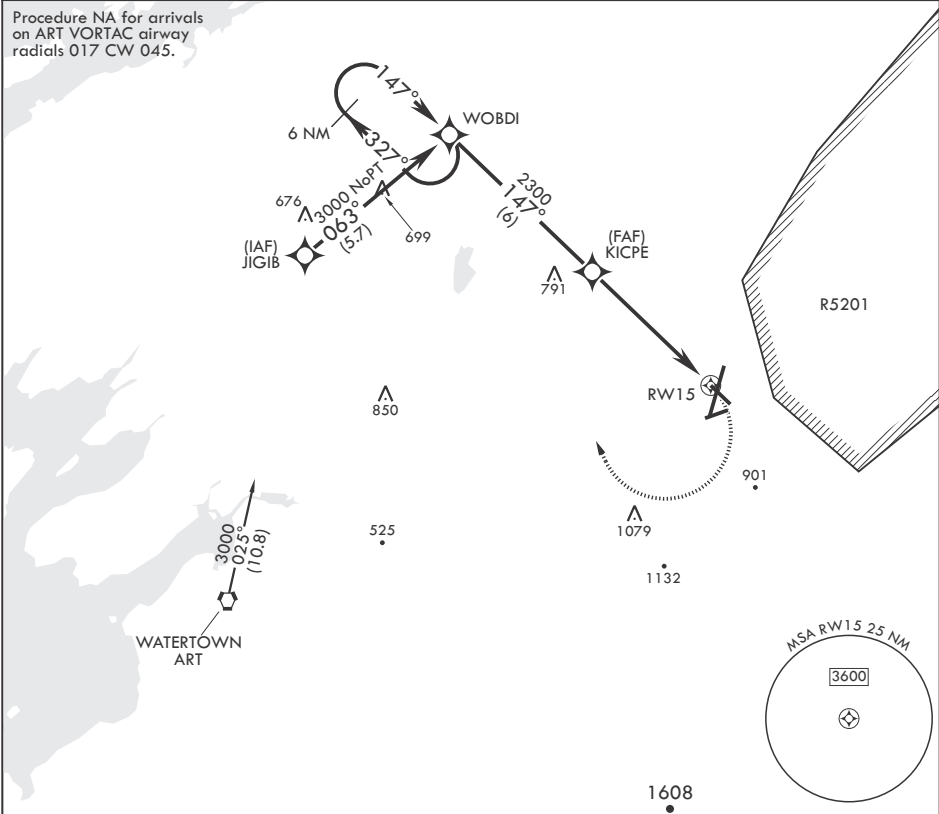 Procedure NA for arrivals
on ART VORTAC airway
radials 017 CW 045.
147°
WOBDI
6 NM
327°
3000 NoPT
063°
(5.7)
676
699
(IAF)
JIGIB
2300
147°
(6)
(FAF)
KICPE
791
R5201
RW15
850
901
3000
025°
(10.8)
525
1079
1132
WATERTOWN
ART
MSA RW15 25 NM
3600
1608